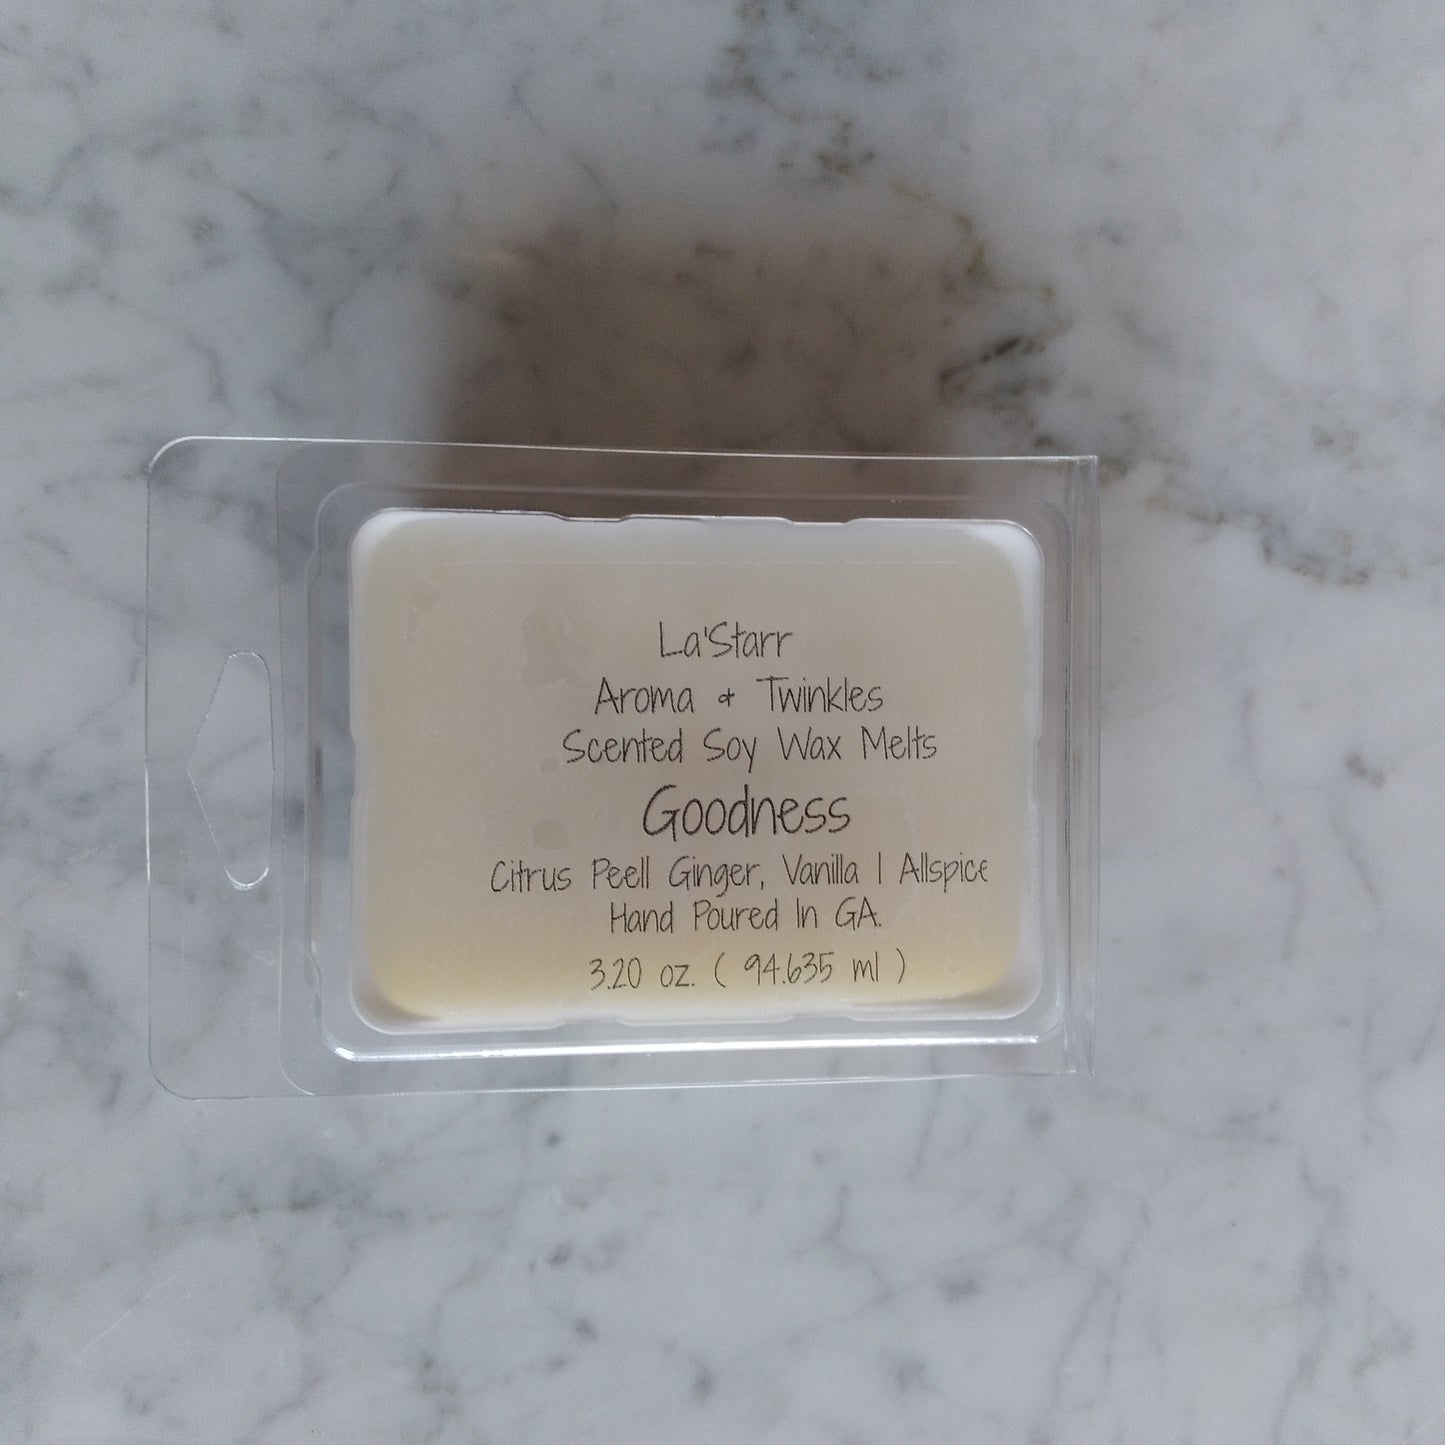 La'Starr
Aroma & Twinkles
Scented Soy Wax Melts
Goodness
Citrus Peell Ginger, Vanilla | Allspice
Hand Poured In GA.
3.20 oz. ( 94.635 ml )